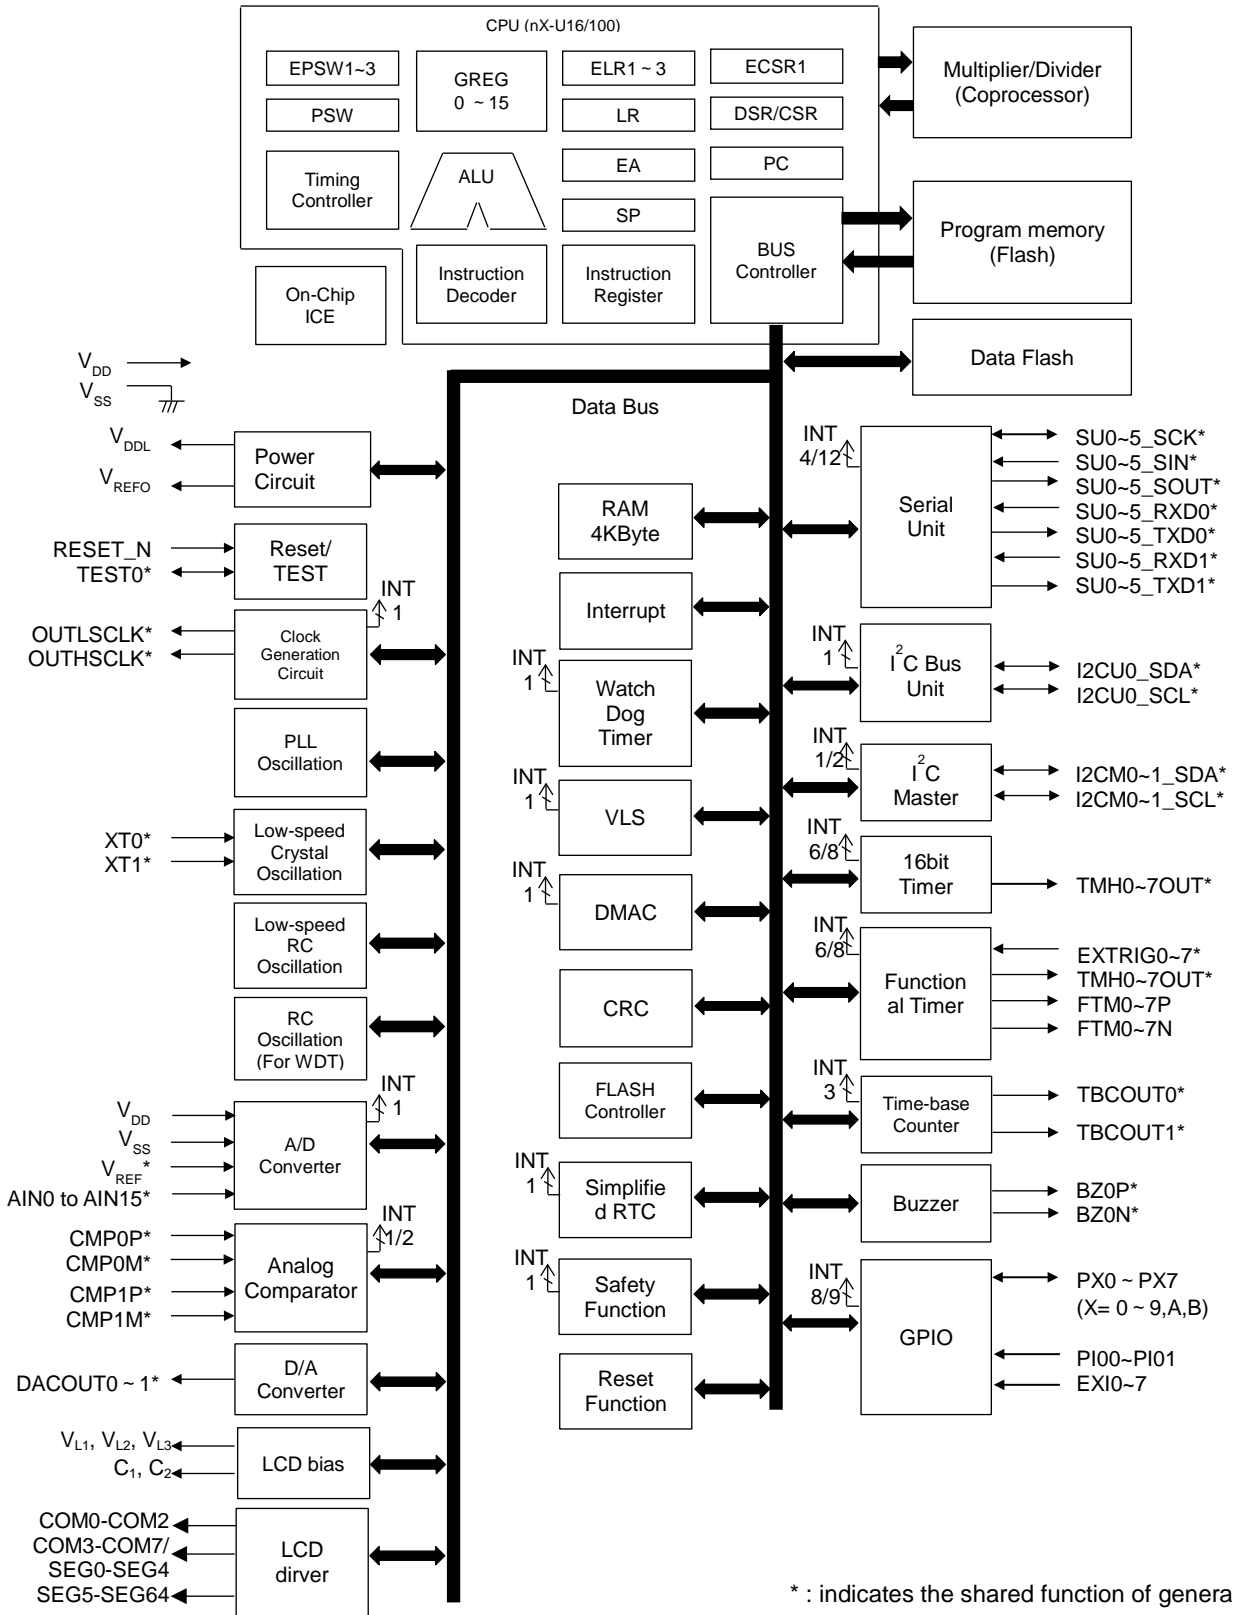 CPU (nX-U16/100)
EPSW1~3
PSW
GREG
0 ~ 15
ELR1 ~ 3
LR
EA
SP
ECSR1
DSR/CSR
PC
Timing
Controller
ALU
BUS
Controller
Instruction
Decoder
Instruction
Register
On-Chip
ICE
Multiplier/Divider
(Coprocessor)
Program memory
(Flash)
Data Flash
Data Bus
VDD
VSS
VDDL
VREFO
Power
Circuit
RESET_N
TEST0*
Reset/
TEST
INT
1
OUTLSCLK*
OUTHSCLK*
Clock
Generation
Circuit
PLL
Oscillation
XT0*
XT1*
Low-speed
Crystal
Oscillation
Low-speed
RC
Oscillation
RC
Oscillation
(For WDT)
INT
1
VDD
VSS
VREF*
AIN0 to AIN15*
A/D
Converter
INT
1/2
CMP0P*
CMP0M*
CMP1P*
CMP1M*
Analog
Comparator
DACOUT0 ~ 1*
D/A
Converter
VL1, VL2, VL3
C1, C2
LCD bias
COM0-COM2
COM3-COM7/
SEG0-SEG4
SEG5-SEG64
LCD
dirver
RAM
4KByte
Interrupt
INT
1
Watch
Dog
Timer
INT
1
VLS
INT
1
DMAC
CRC
FLASH
Controller
INT
1
Simplifie
d RTC
INT
1
Safety
Function
Reset
Function
INT
4/12
Serial
Unit
SU0~5_SCK*
SU0~5_SIN*
SU0~5_SOUT*
SU0~5_RXD0*
SU0~5_TXD0*
SU0~5_RXD1*
SU0~5_TXD1*
INT
1
I2C Bus
Unit
I2CU0_SDA*
I2CU0_SCL*
INT
1/2
I2C
Master
I2CM0~1_SDA*
I2CM0~1_SCL*
INT
6/8
16bit
Timer
TMH0~7OUT*
INT
6/8
Function
al Timer
EXTRIG0~7*
TMH0~7OUT*
FTM0~7P
FTM0~7N
INT
3
Time-base
Counter
TBCOUT0*
TBCOUT1*
Buzzer
BZ0P*
BZ0N*
INT
8/9
GPIO
PX0 ~ PX7
(X= 0 ~ 9,A,B)
PI00~PI01
EXI0~7
* : indicates the shared function of genera